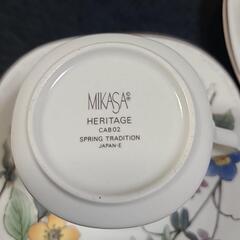 MIKASA®
HERITAGE
CAB02
SPRING TRADITION
JAPAN-E